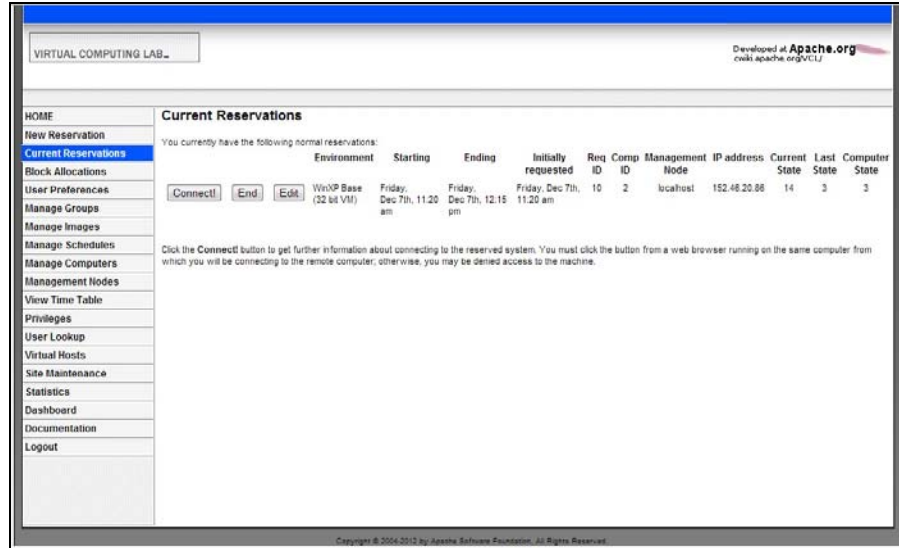 VIRTUAL COMPUTING LAB_
Developed at Apache.org
cwiki.apache.org/VCL/
HOME
New Reservation
Current Reservations
Block Allocations
User Preferences
Manage Groups
Manage Images
Manage Schedules
Manage Computers
Management Nodes
View Time Table
Privileges
User Lookup
Virtual Hosts
Site Maintenance
Statistics
Dashboard
Documentation
Logout
Current Reservations
You currently have the following normal reservations:
Environment Starting Ending Initially requested Req ID Comp ID Management Node IP address Current State Last State Computer State
Connect! End Edit WinXP Base (32 bit VM) Friday, Dec 7th, 11:20 am Friday, Dec 7th, 12:15 pm Friday, Dec 7th, 11:20 am 10 2 localhost 152.46.20.86 14 3 3
Click the Connect! button to get further information about connecting to the reserved system. You must click the button from a web browser running on the same computer from
which you will be connecting to the remote computer; otherwise, you may be denied access to the machine.
Copyright © 2004-2012 by Apache Software Foundation, All Rights Reserved.